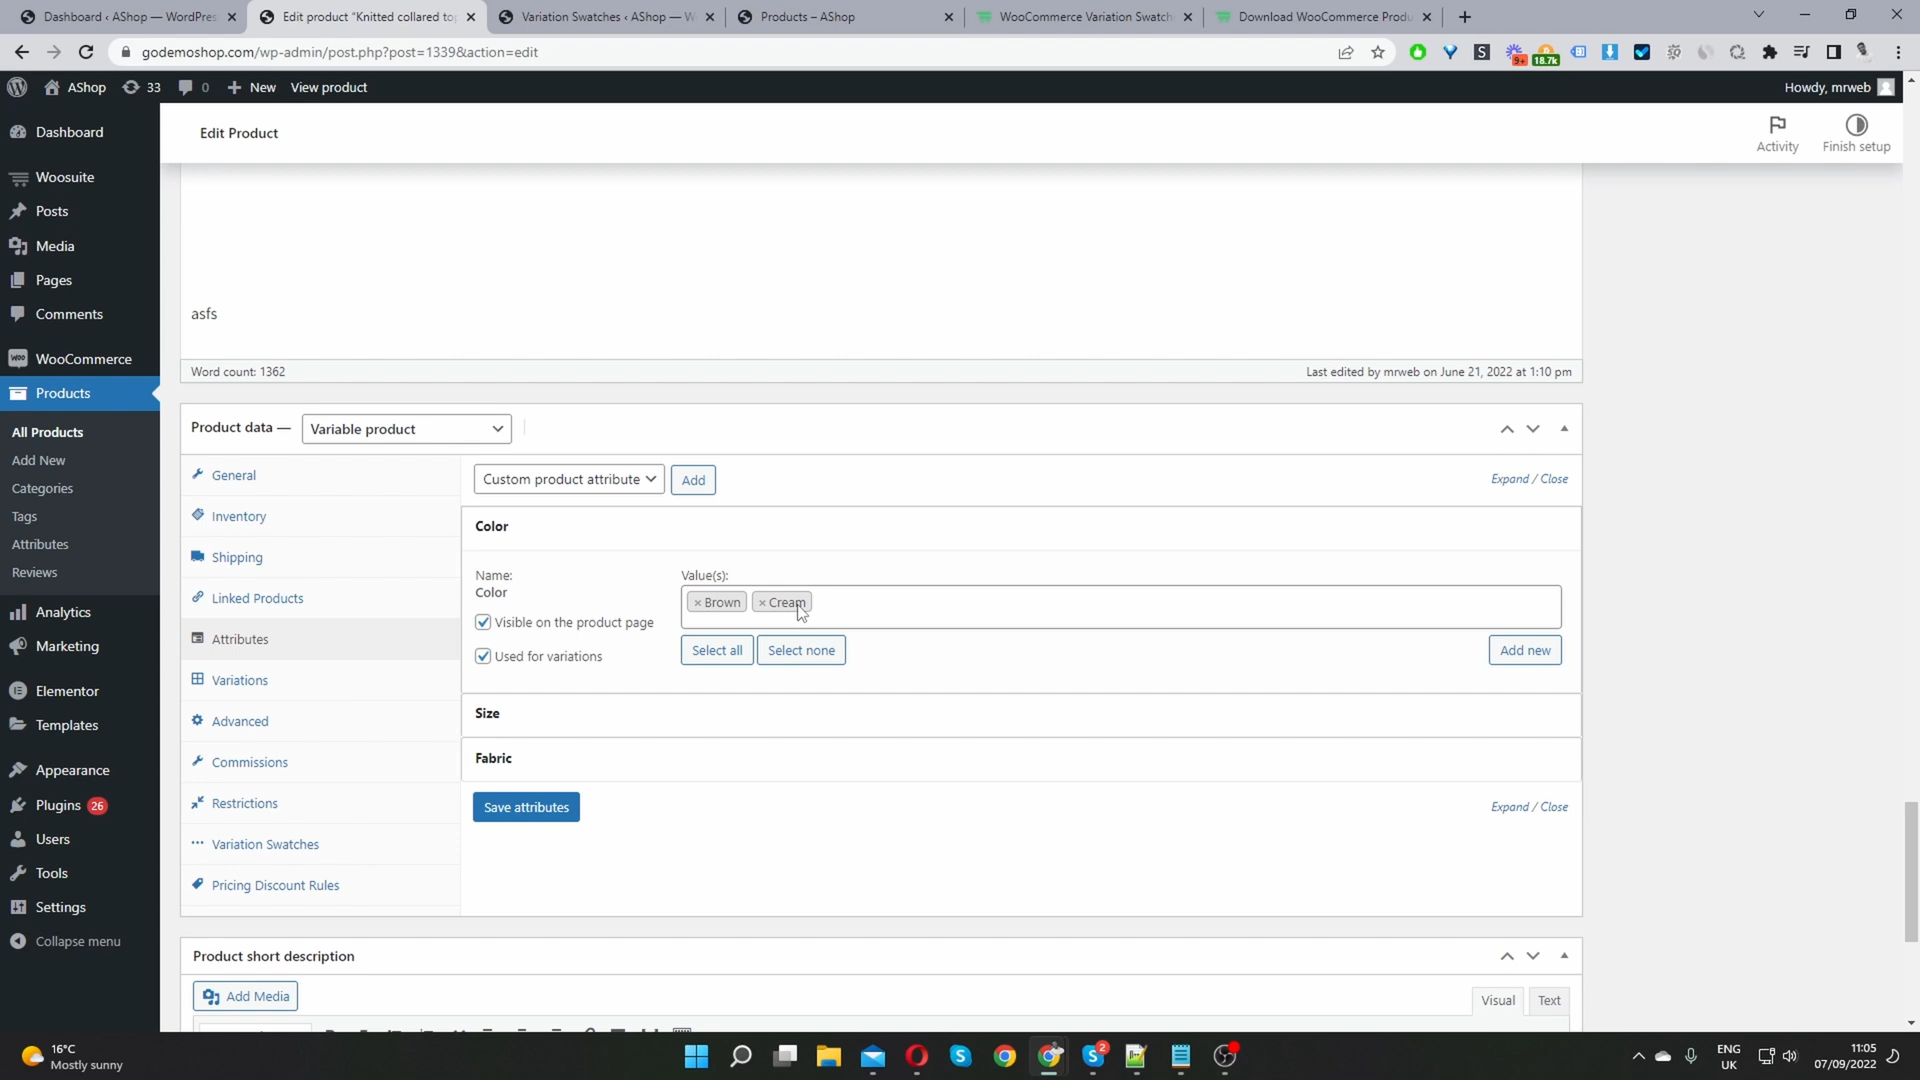 Dashboard ‹ AShop — WordPres
Edit product “Knitted collared top
Variation Swatches ‹ AShop — W
Products – AShop
WooCommerce Variation Swatch
Download WooCommerce Produ
godemoshop.com/wp-admin/post.php?post=1339&action=edit
9+
18.7k
AShop
33
0
New
View product
Howdy, mrweb
Dashboard
Woosuite
Posts
Media
Pages
Comments
WooCommerce
Products
All Products
Add New
Categories
Tags
Attributes
Reviews
Analytics
Marketing
Elementor
Templates
Appearance
Plugins 26
Users
Tools
Settings
Collapse menu
Edit Product
Activity
Finish setup
asfs
Word count: 1362
Last edited by mrweb on June 21, 2022 at 1:10 pm
Product data —
Variable product
General
Inventory
Shipping
Linked Products
Attributes
Variations
Advanced
Commissions
Restrictions
Variation Swatches
Pricing Discount Rules
Custom product attribute
Add
Expand / Close
Color
Name:
Color
Value(s):
× Brown
× Cream
Visible on the product page
Used for variations
Select all
Select none
Add new
Size
Fabric
Save attributes
Expand / Close
Product short description
Add Media
Visual
Text
16°C
Mostly sunny
2
ENG
UK
11:05
07/09/2022